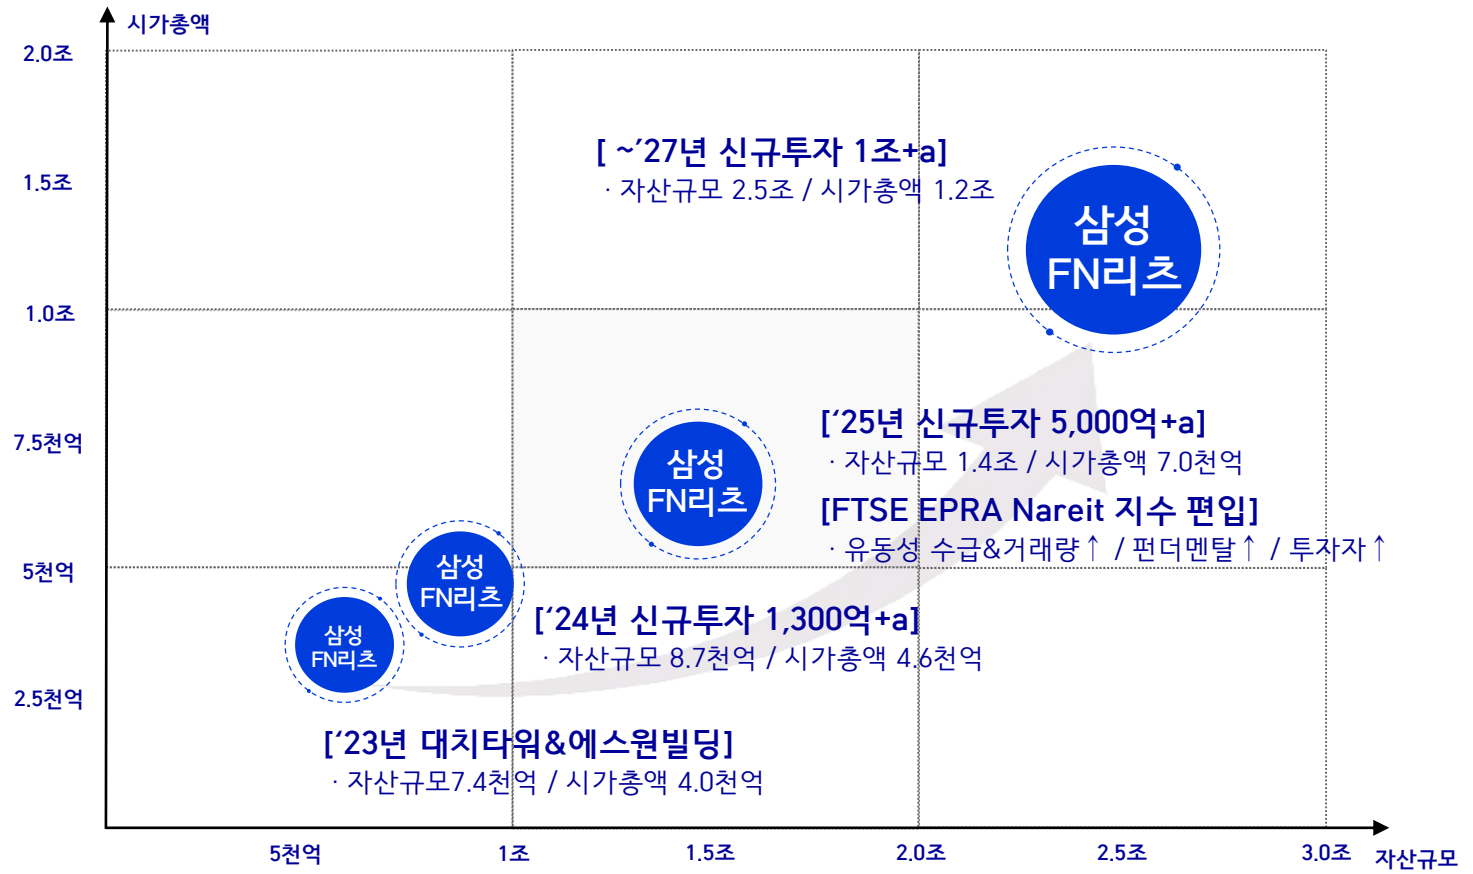 시가총액
2.0조
1.5조
1.0조
7.5천억
5천억
2.5천억
[ ~’27년 신규투자 1조+a]
· 자산규모 2.5조 / 시가총액 1.2조
삼성
FN리츠
[‘25년 신규투자 5,000억+a]
· 자산규모 1.4조 / 시가총액 7.0천억
[FTSE EPRA Nareit 지수 편입]
· 유동성 수급&거래량↑ / 펀더멘탈↑ / 투자자↑
삼성
FN리츠
삼성
FN리츠
[‘24년 신규투자 1,300억+a]
· 자산규모 8.7천억 / 시가총액 4.6천억
삼성
FN리츠
[‘23년 대치타워&에스원빌딩]
· 자산규모7.4천억 / 시가총액 4.0천억
5천억
1조
1.5조
2.0조
2.5조
3.0조
자산규모